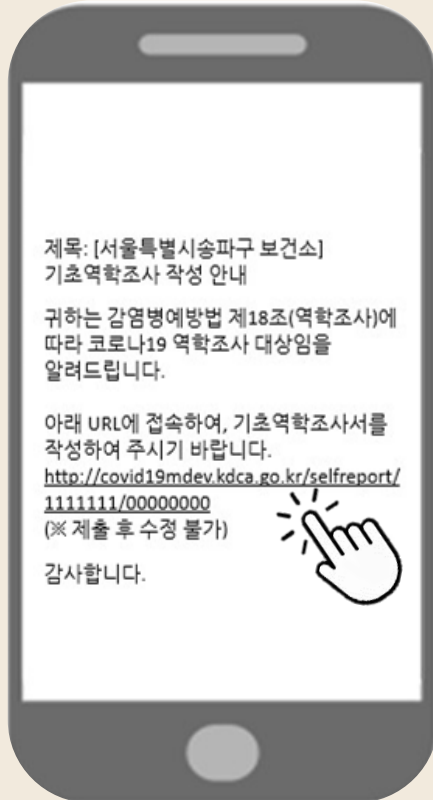 제목: [서울특별시송파구 보건소]
기초역학조사 작성 안내
귀하는 감염병예방법 제18조(역학조사)에
따라 코로나19 역학조사 대상임을
알려드립니다.
아래 URL에 접속하여, 기초역학조사서를
작성하여 주시기 바랍니다.
http://covid19mdev.kdca.go.kr/selfreport/
1111111/00000000
(※ 제출 후 수정 불가)
감사합니다.